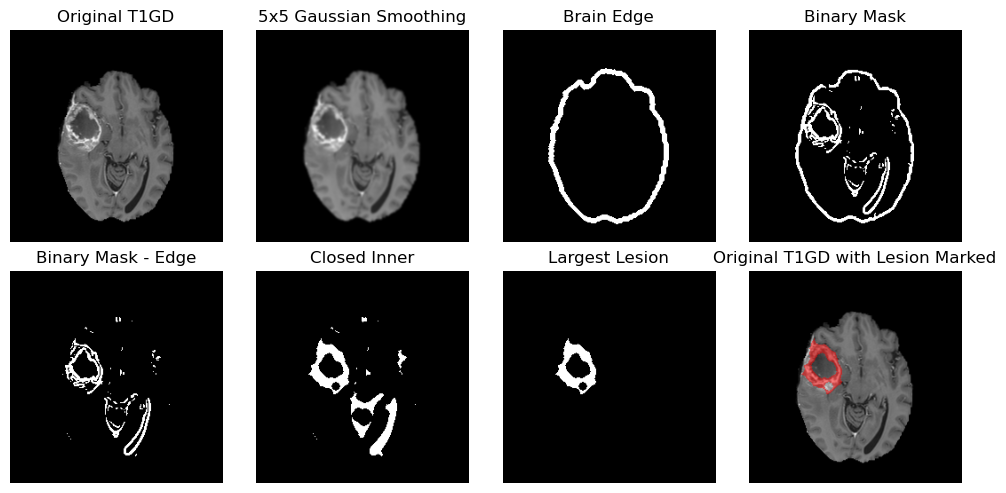 Original T1GD
5x5 Gaussian Smoothing
Brain Edge
Binary Mask
Binary Mask - Edge
Closed Inner
Largest Lesion
Original T1GD with Lesion Marked